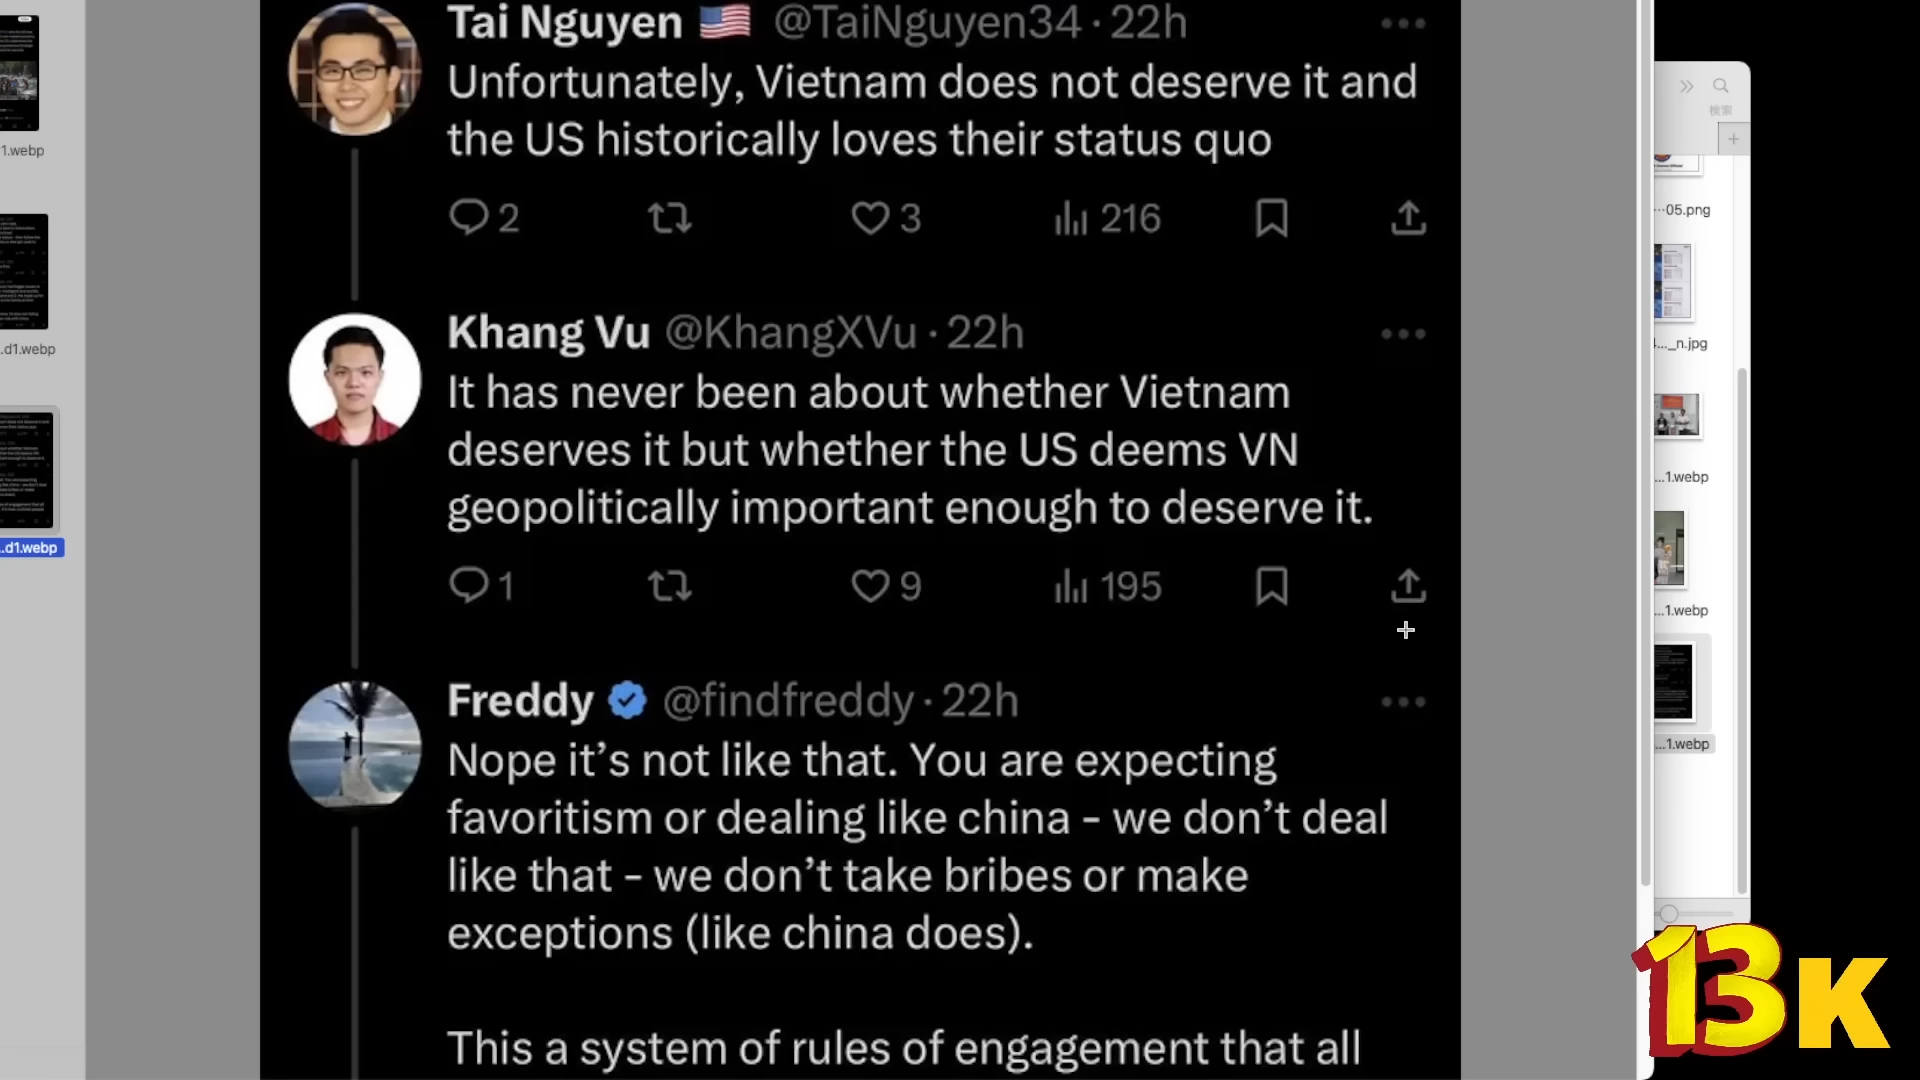 Tai Nguyen 🇺🇸 @TaiNguyen34 · 22h
Unfortunately, Vietnam does not deserve it and
the US historically loves their status quo
2 3 216
Khang Vu @KhangXVu · 22h
It has never been about whether Vietnam
deserves it but whether the US deems VN
geopolitically important enough to deserve it.
1 9 195
Freddy @findfreddy · 22h
Nope it's not like that. You are expecting
favoritism or dealing like china – we don't deal
like that – we don't take bribes or make
exceptions (like china does).
This a system of rules of engagement that all
1.webp
.d1.webp
..d1.webp
検索
···05.png
..._n.jpg
...1.webp
...1.webp
...1.webp
13K